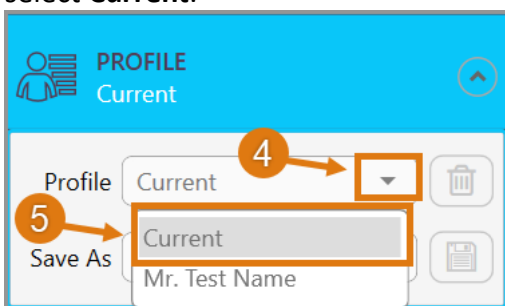 select Current.
PROFILE
Current
4
Profile Current
5
Current
Save As
Mr. Test Name